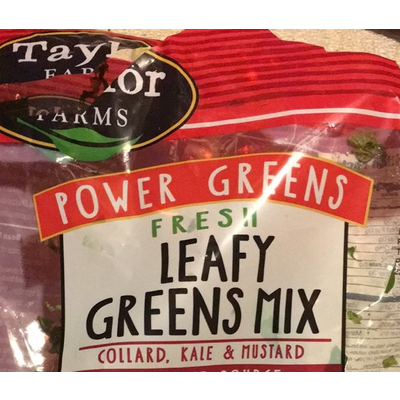 Taylor
FARMS
POWER GREENS
FRESH
LEAFY
GREENS MIX
COLLARD, KALE & MUSTARD